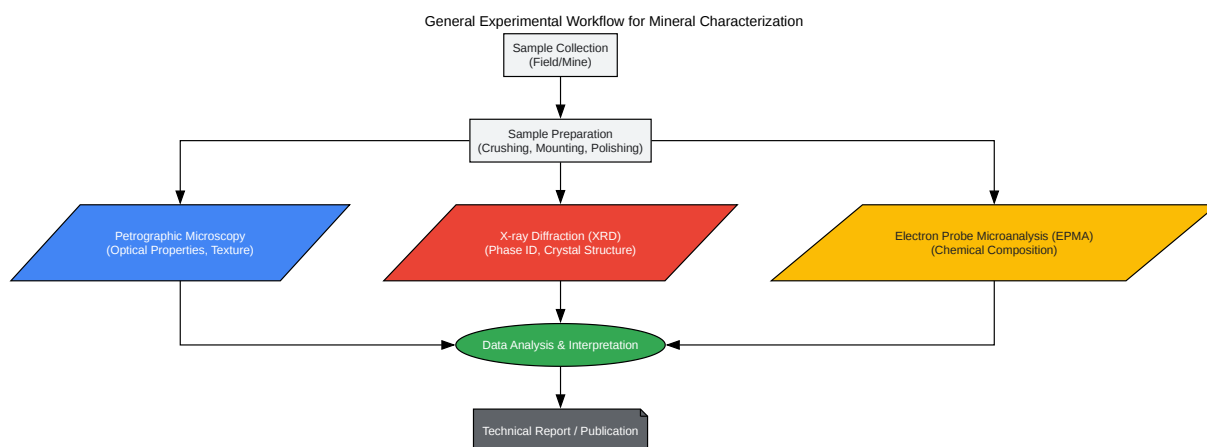 General Experimental Workflow for Mineral Characterization
Sample Collection
(Field/Mine)
Sample Preparation
(Crushing, Mounting, Polishing)
Petrographic Microscopy
(Optical Properties, Texture)
X-ray Diffraction (XRD)
(Phase ID, Crystal Structure)
Electron Probe Microanalysis (EPMA)
(Chemical Composition)
Data Analysis & Interpretation
Technical Report / Publication